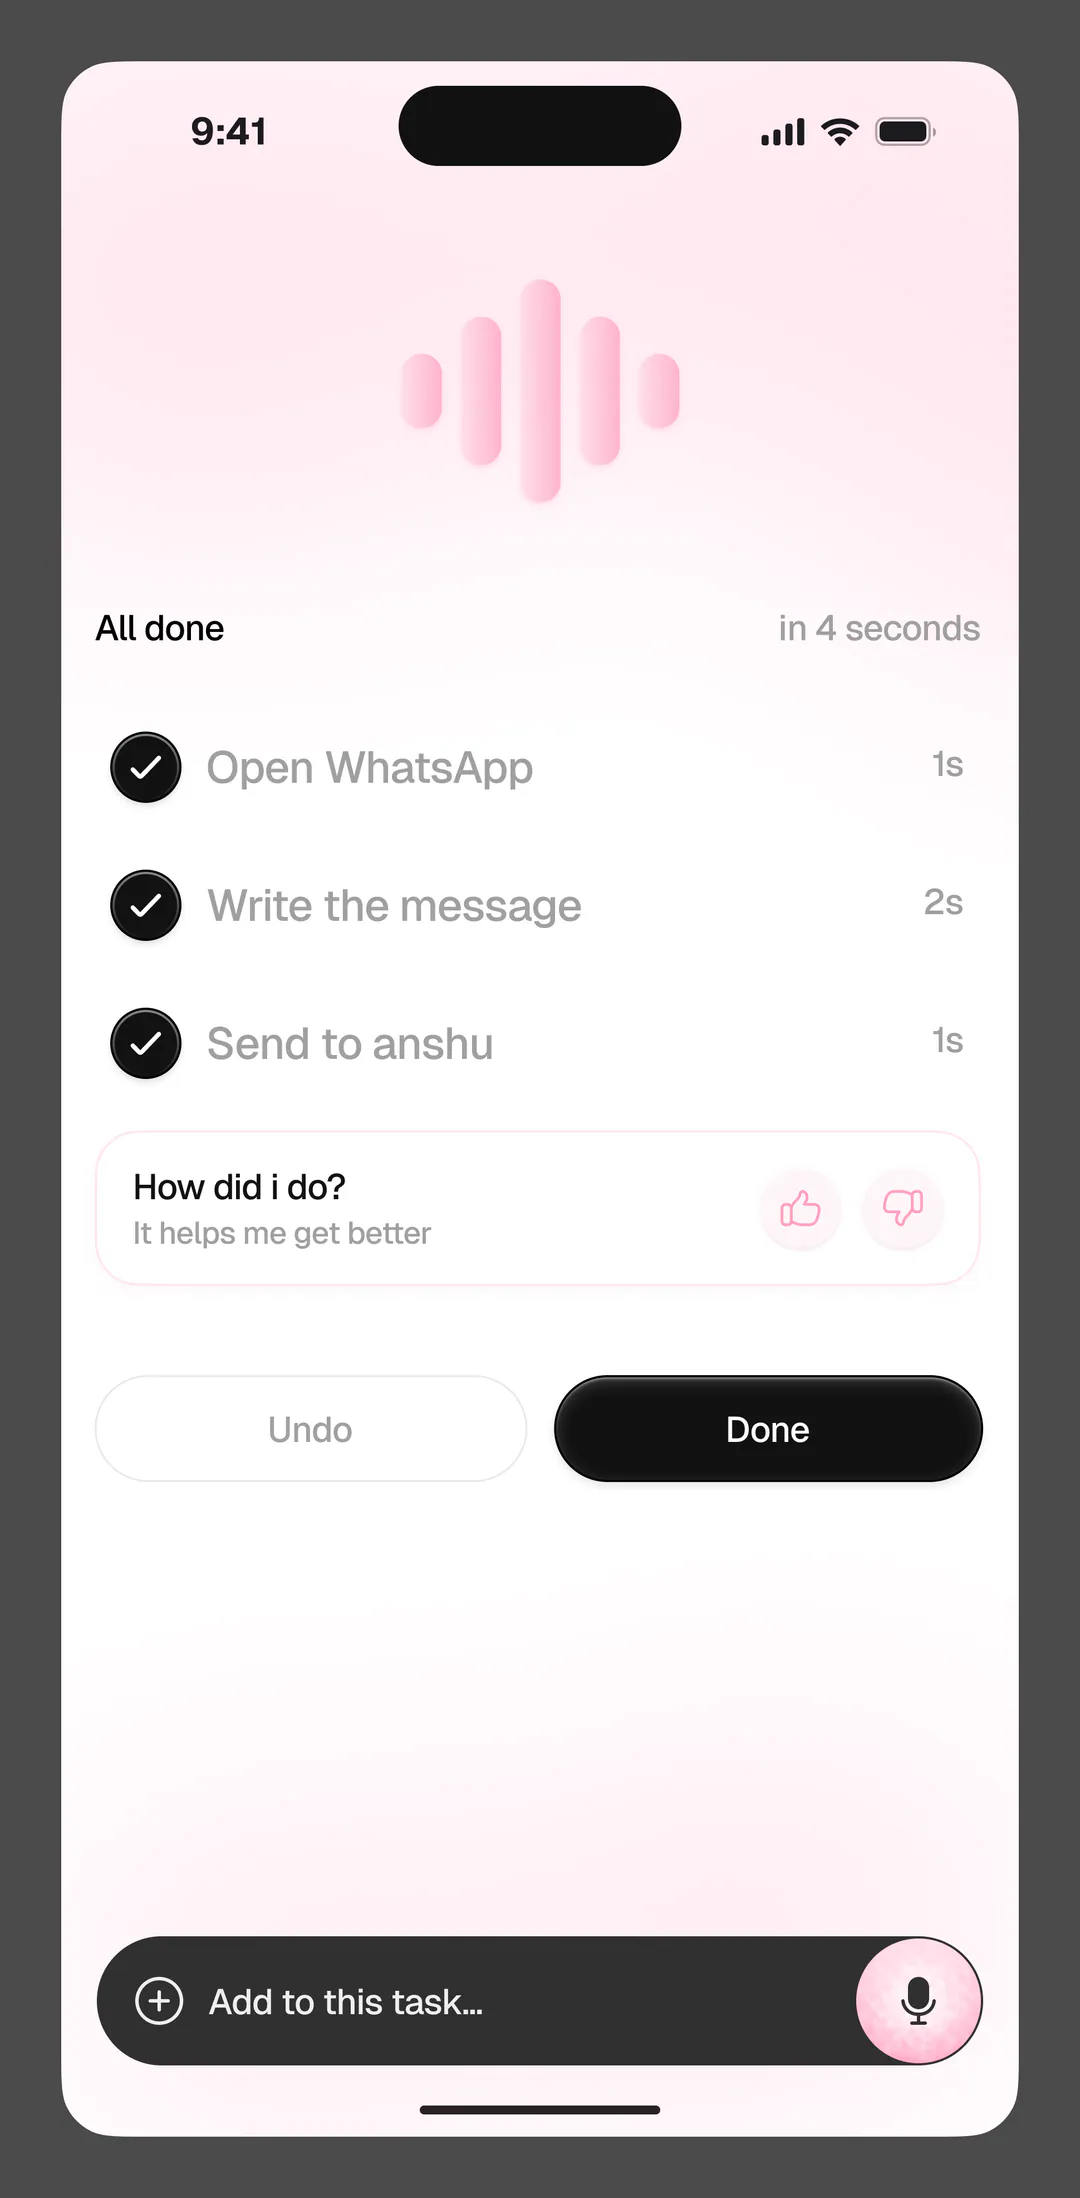 9:41
All done
in 4 seconds
Open WhatsApp
1s
Write the message
2s
Send to anshu
1s
How did i do?
It helps me get better
Undo
Done
Add to this task...